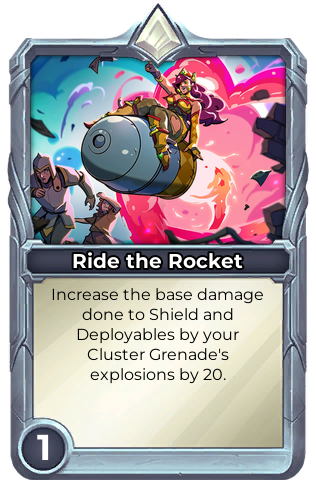 Ride the Rocket
Increase the base damage
done to Shield and
Deployables by your
Cluster Grenade's
explosions by 20.
1